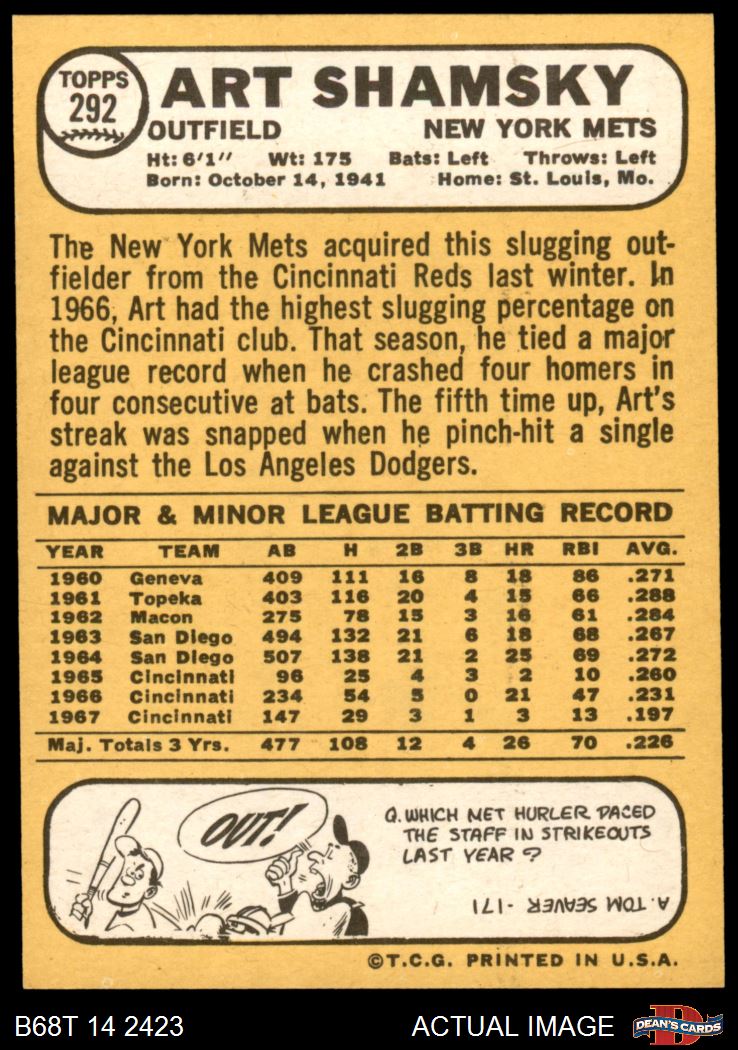 TOPPS
292
ART SHAMSKY
OUTFIELD NEW YORK METS
Ht: 6'1" Wt: 175 Bats: Left Throws: Left
Born: October 14, 1941 Home: St. Louis, Mo.
The New York Mets acquired this slugging out-
fielder from the Cincinnati Reds last winter. In
1966, Art had the highest slugging percentage on
the Cincinnati club. That season, he tied a major
league record when he crashed four homers in
four consecutive at bats. The fifth time up, Art's
streak was snapped when he pinch-hit a single
against the Los Angeles Dodgers.
MAJOR & MINOR LEAGUE BATTING RECORD
YEAR TEAM AB H 2B 3B HR RBI AVG.
1960 Geneva 409 111 16 8 18 86 .271
1961 Topeka 403 116 20 4 15 66 .288
1962 Macon 275 78 15 3 16 61 .284
1963 San Diego 494 132 21 6 18 68 .267
1964 San Diego 507 138 21 2 25 69 .272
1965 Cincinnati 96 25 4 3 2 10 .260
1966 Cincinnati 234 54 5 0 21 47 .231
1967 Cincinnati 147 29 3 1 3 13 .197
Maj. Totals 3 Yrs. 477 108 12 4 26 70 .226
OUT!
Q. WHICH MET HURLER PACED
THE STAFF IN STRIKEOUTS
LAST YEAR?
A. TOM SEAVER - 171
©T.C.G. PRINTED IN U.S.A.
B68T 14 2423 ACTUAL IMAGE
D
DEAN'S CARDS